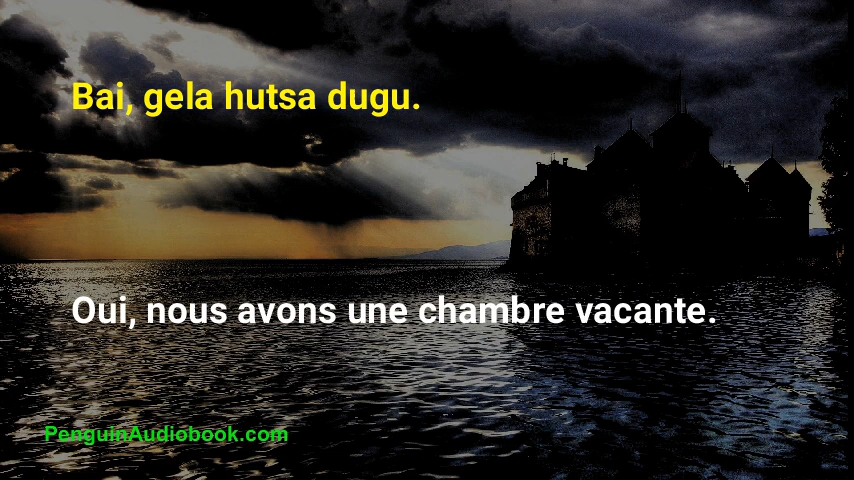 Bai, gela hutsa dugu.
Oui, nous avons une chambre vacante.
PenguinAudiobook.com